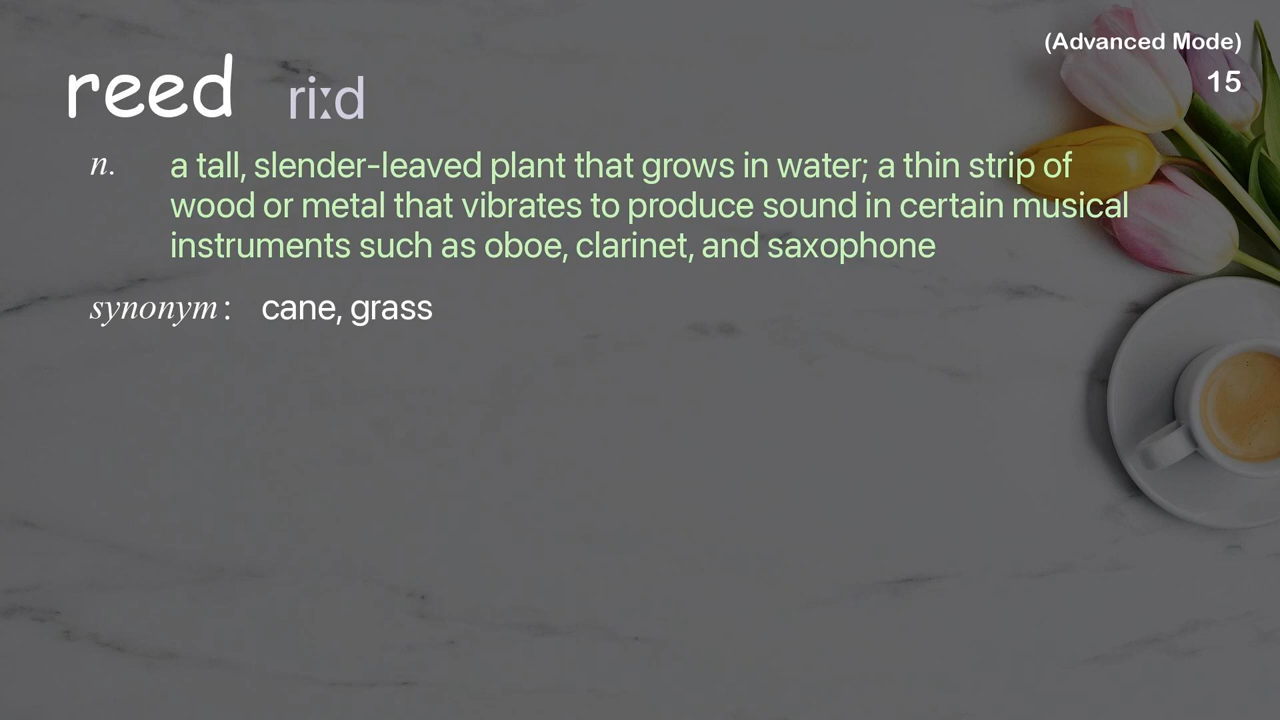 (Advanced Mode)
reed riːd
15
n. a tall, slender-leaved plant that grows in water; a thin strip of
wood or metal that vibrates to produce sound in certain musical
instruments such as oboe, clarinet, and saxophone
synonym: cane, grass